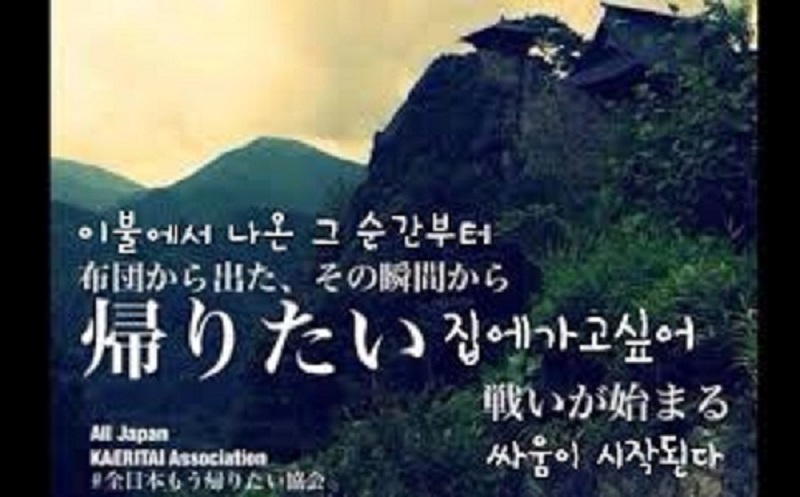 이불에서 나온 그 순간부터
布団から出た、その瞬間から
帰りたい 집에가고싶어
戦いが始まる
싸움이 시작된다
All Japan
KAERITAI Association
#全日本もう帰りたい協会